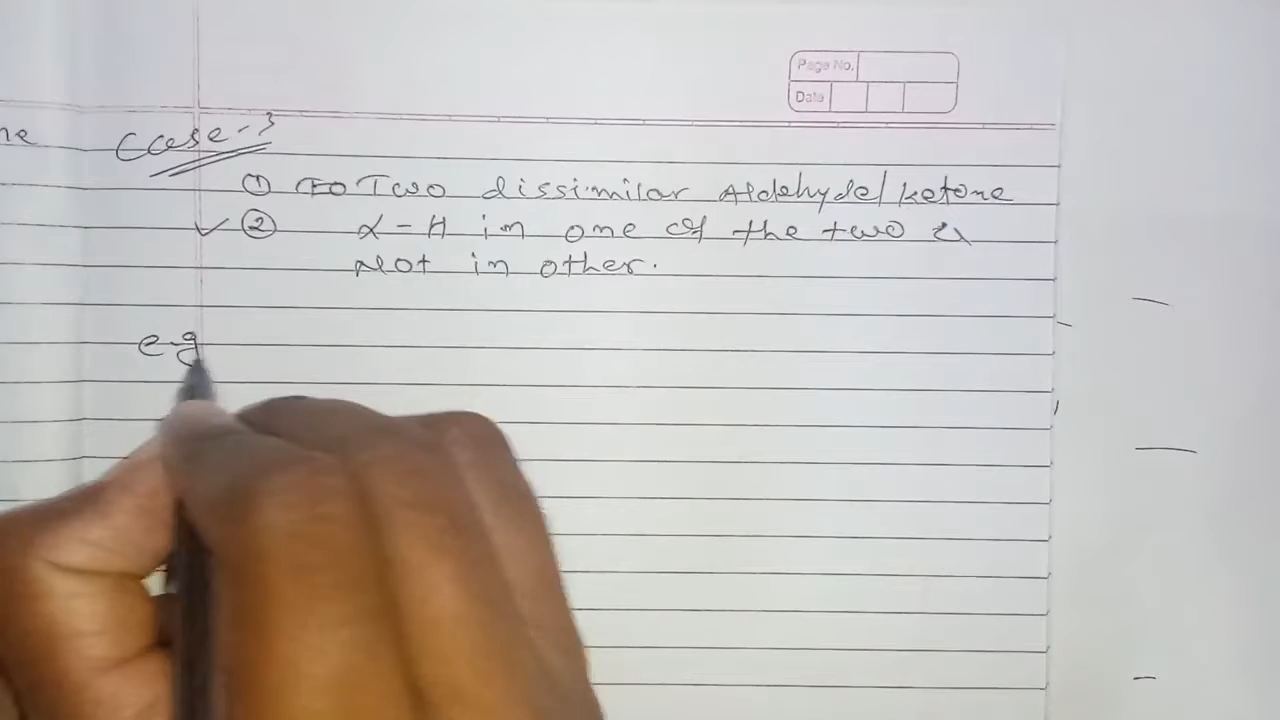 Page No.
Date
ne
Case-3
① Two dissimilar Aldehyde/ketone
② α-H in one of the two &
Not in other.
e.g